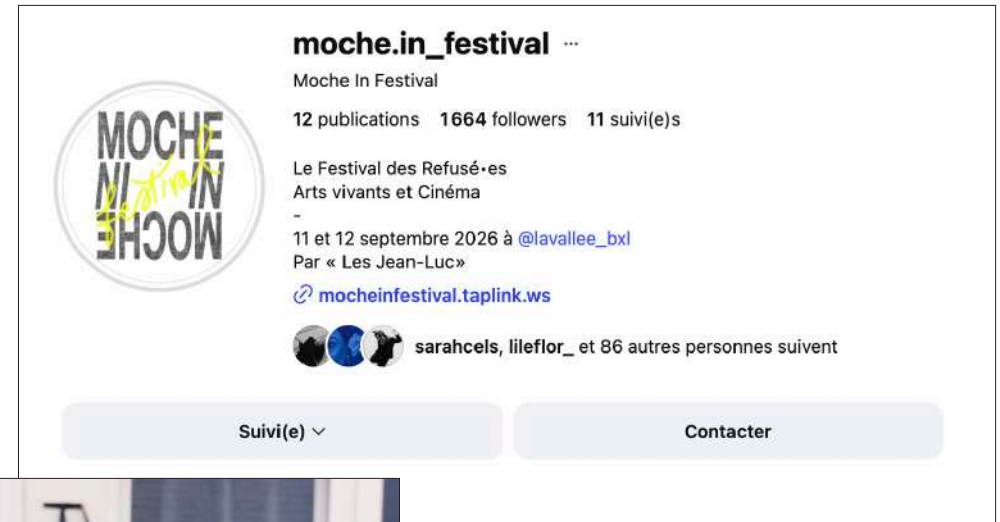 moche.in_festival ...
Moche In Festival
12 publications 1664 followers 11 suivi(e)s
MOCHE
IN IN
festival
MOCHE
Le Festival des Refusé•es
Arts vivants et Cinéma
-
11 et 12 septembre 2026 à @lavallee_bxl
Par « Les Jean-Luc»
mocheinfestival.taplink.ws
sarahcels, lileflor_ et 86 autres personnes suivent
Suivi(e) Contacter